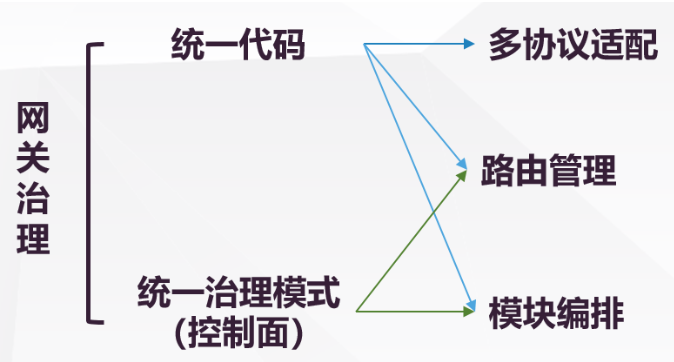 网关治理
统一代码
多协议适配
路由管理
统一治理模式
（控制面）
模块编排